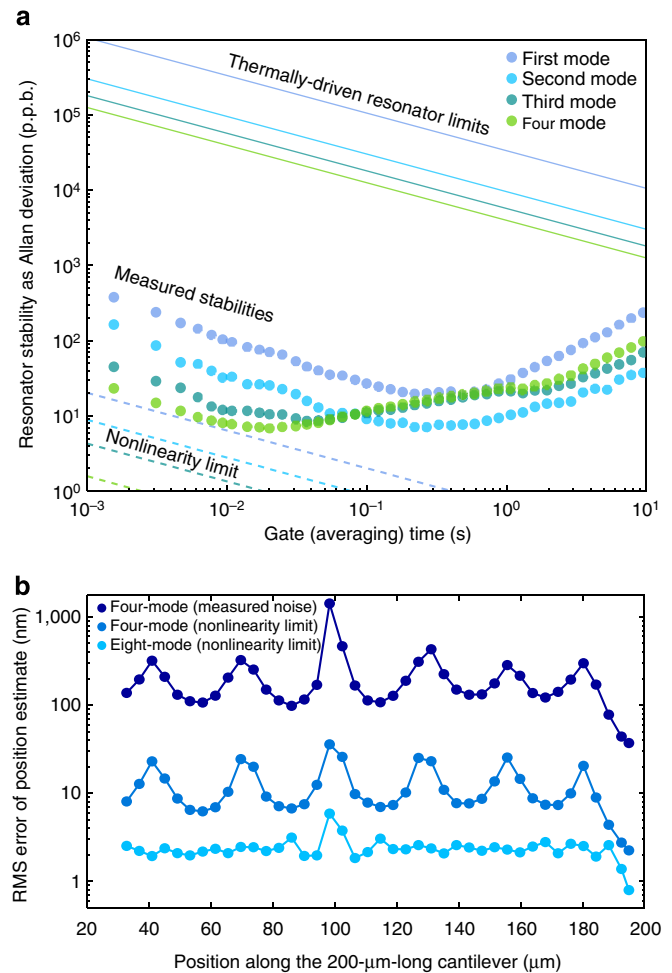 a
Resonator stability as Allan deviation (p.p.b.)
10⁶
10⁵
10⁴
10³
10²
10¹
10⁰
Thermally-driven resonator limits
First mode
Second mode
Third mode
Four mode
Measured stabilities
Nonlinearity limit
10⁻³
10⁻²
10⁻¹
10⁰
10¹
Gate (averaging) time (s)
b
RMS error of position estimate (nm)
1,000
100
10
1
Four-mode (measured noise)
Four-mode (nonlinearity limit)
Eight-mode (nonlinearity limit)
20
40
60
80
100
120
140
160
180
200
Position along the 200-μm-long cantilever (μm)